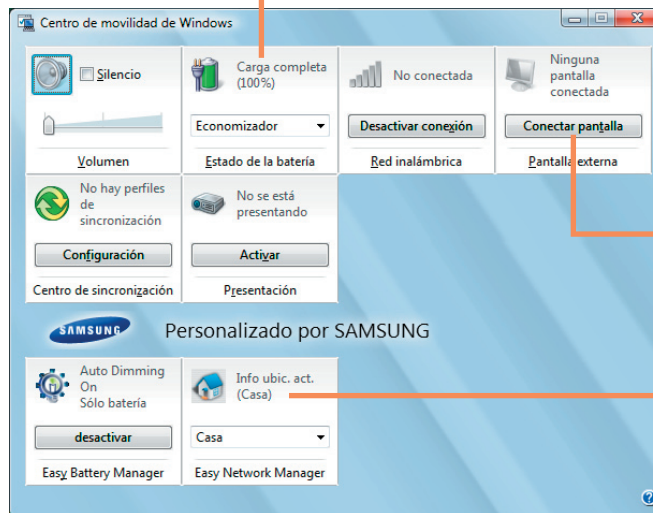 Centro de movilidad de Windows
Silencio
Volumen
Carga completa
(100%)
Economizador
Estado de la batería
No conectada
Desactivar conexión
Red inalámbrica
Ninguna
pantalla
conectada
Conectar pantalla
Pantalla externa
No hay perfiles
de
sincronización
Configuración
Centro de sincronización
No se está
presentando
Activar
Presentación
SAMSUNG
Personalizado por SAMSUNG
Auto Dimming
On
Sólo batería
desactivar
Easy Battery Manager
Info ubic. act.
(Casa)
Casa
Easy Network Manager